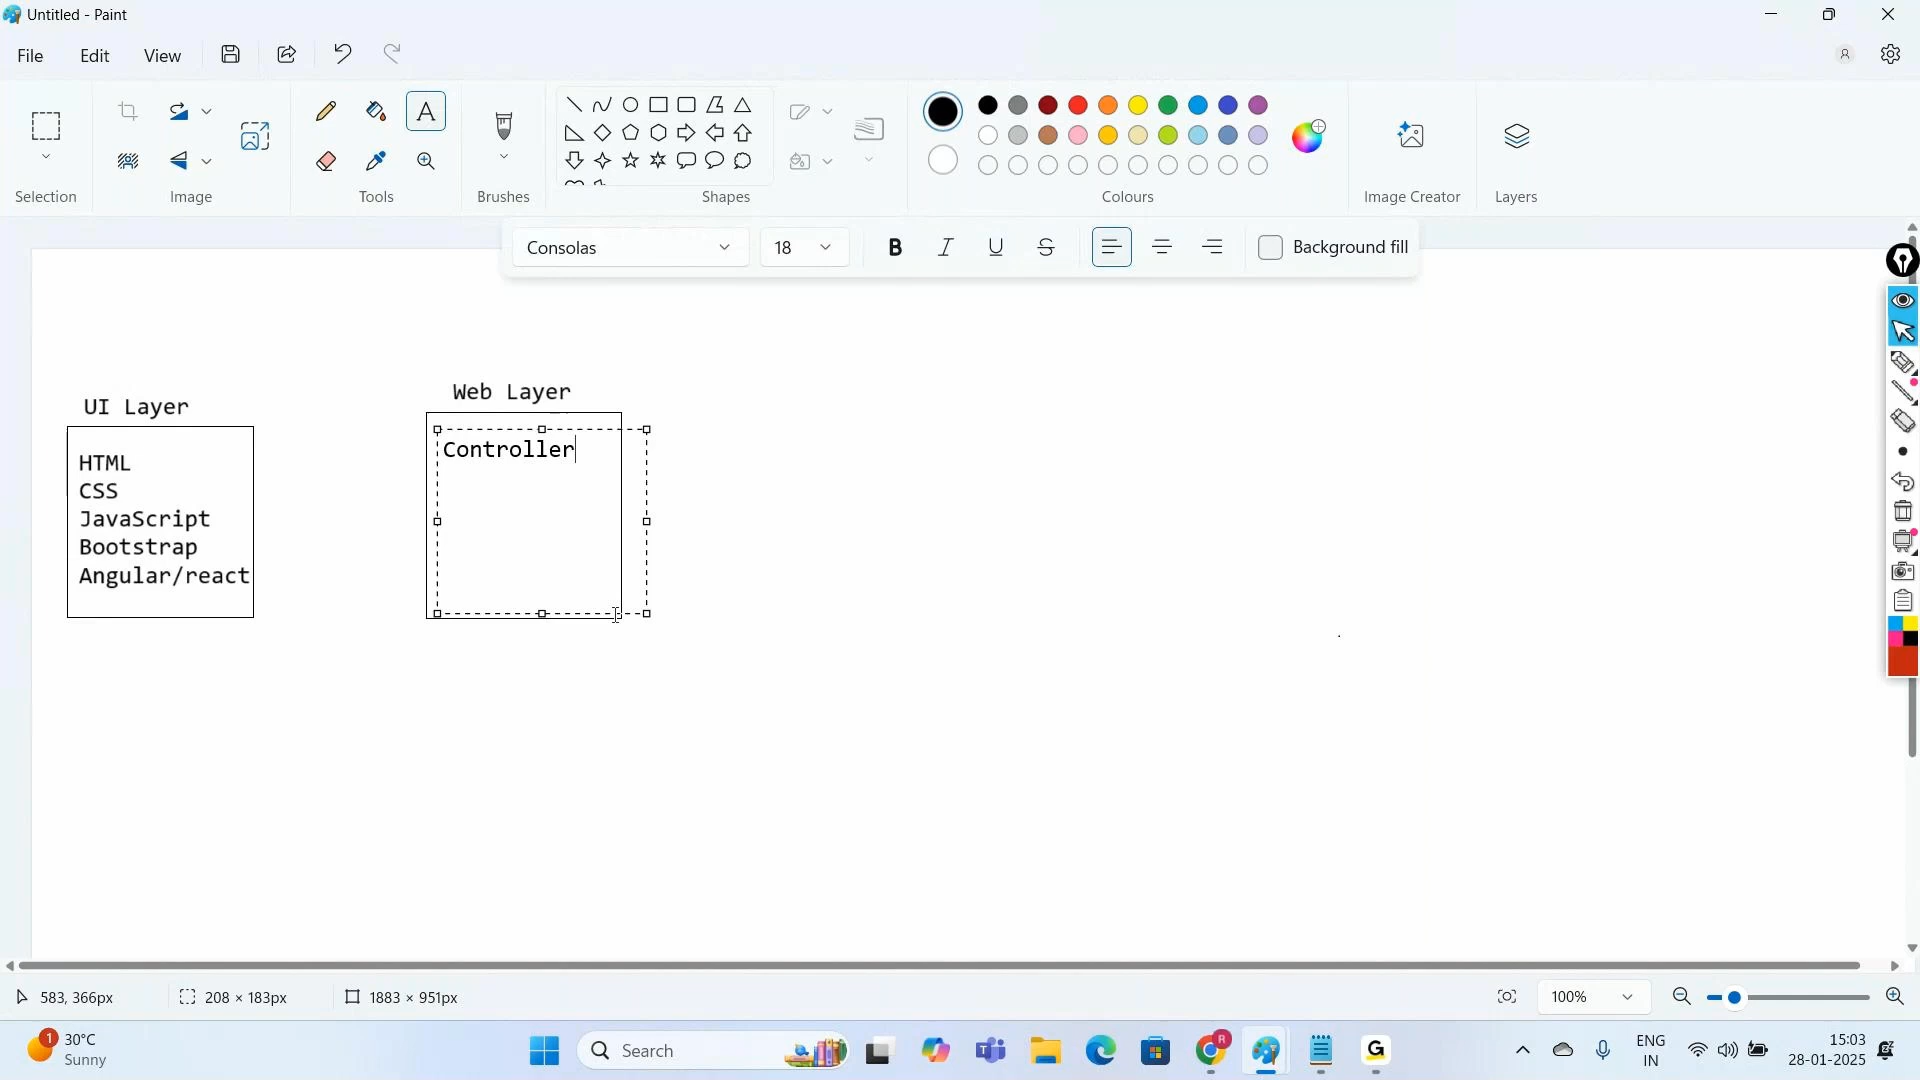 Untitled - Paint
File Edit View
Selection Image Tools Brushes Shapes Colours Image Creator Layers
Consolas 18 B I U S Background fill
UI Layer
HTML
CSS
JavaScript
Bootstrap
Angular/react
Web Layer
Controller
583, 366px 208 × 183px 1883 × 951px 100%
1 30°C
Sunny
Search
R
G
ENG
IN
15:03
28-01-2025